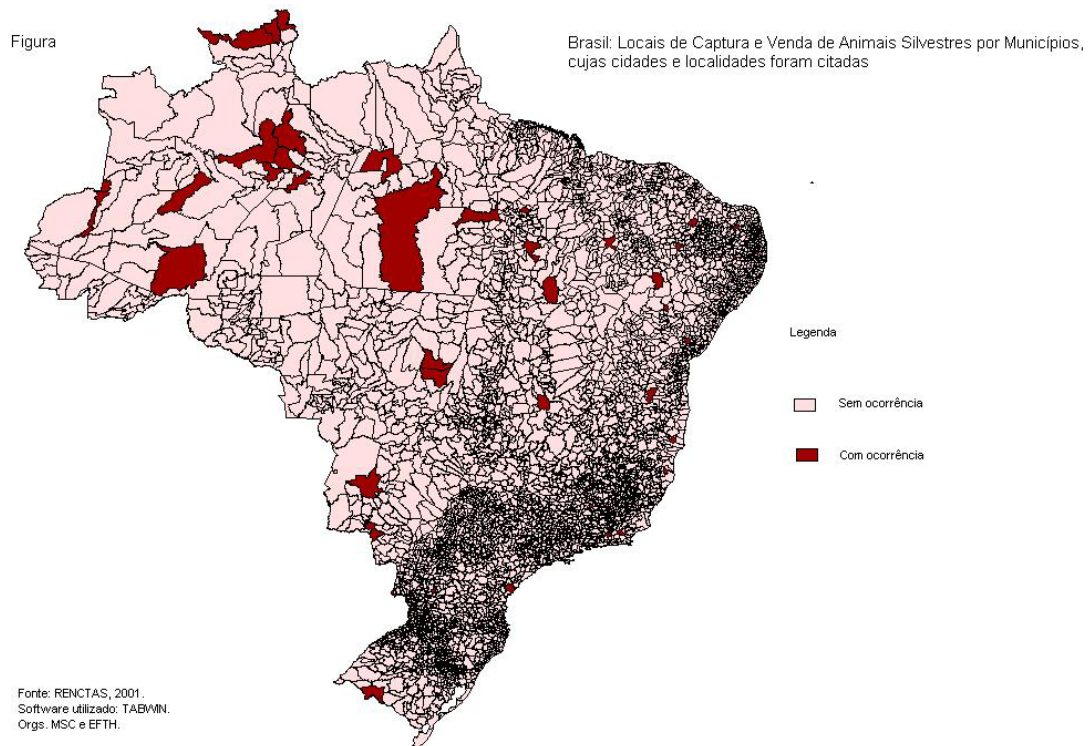 Figura
Brasil: Locais de Captura e Venda de Animais Silvestres por Municípios,
cujas cidades e localidades foram citadas
Legenda
Sem ocorrência
Com ocorrência
Fonte: RENCTAS, 2001.
Software utilizado: TABWIN.
Orgs. MSC e EFTH.